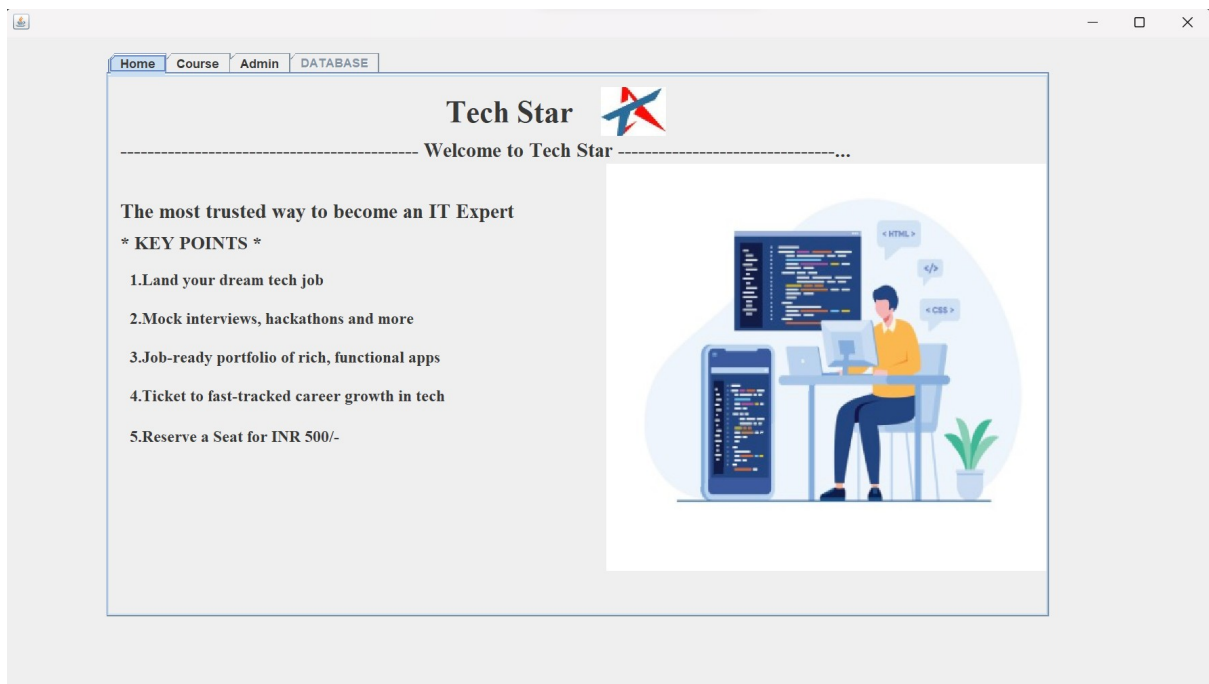 Home Course Admin DATABASE
Tech Star
-------------------------------------------- Welcome to Tech Star --------------------------------...
The most trusted way to become an IT Expert
* KEY POINTS *
1.Land your dream tech job
2.Mock interviews, hackathons and more
3.Job-ready portfolio of rich, functional apps
4.Ticket to fast-tracked career growth in tech
5.Reserve a Seat for INR 500/-
< HTML >
</>
< CSS >